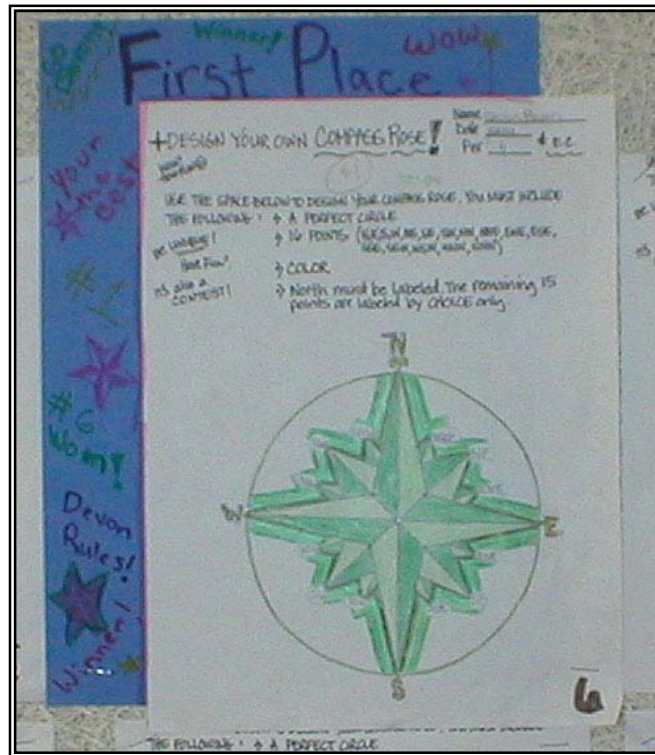 Go
Winner!
WOW
First Place
Your
the
best
#1
#6
Won!
Devon
Rules!
Winner!
Name
Date
Per 4 & E.C.
+DESIGN YOUR OWN COMPASS ROSE!
USE THE SPACE BELOW TO DESIGN YOUR COMPASS ROSE. YOU MUST INCLUDE
THE FOLLOWING: → A PERFECT CIRCLE
→ 16 POINTS
BE UNIQUE!
Have Fun!
→ COLOR
it's also a
CONTEST!
→ North must be labeled. The remaining 15
points are labeled by CHOICE only.
N
W
E
S
6
THE FOLLOWING: → A PERFECT CIRCLE